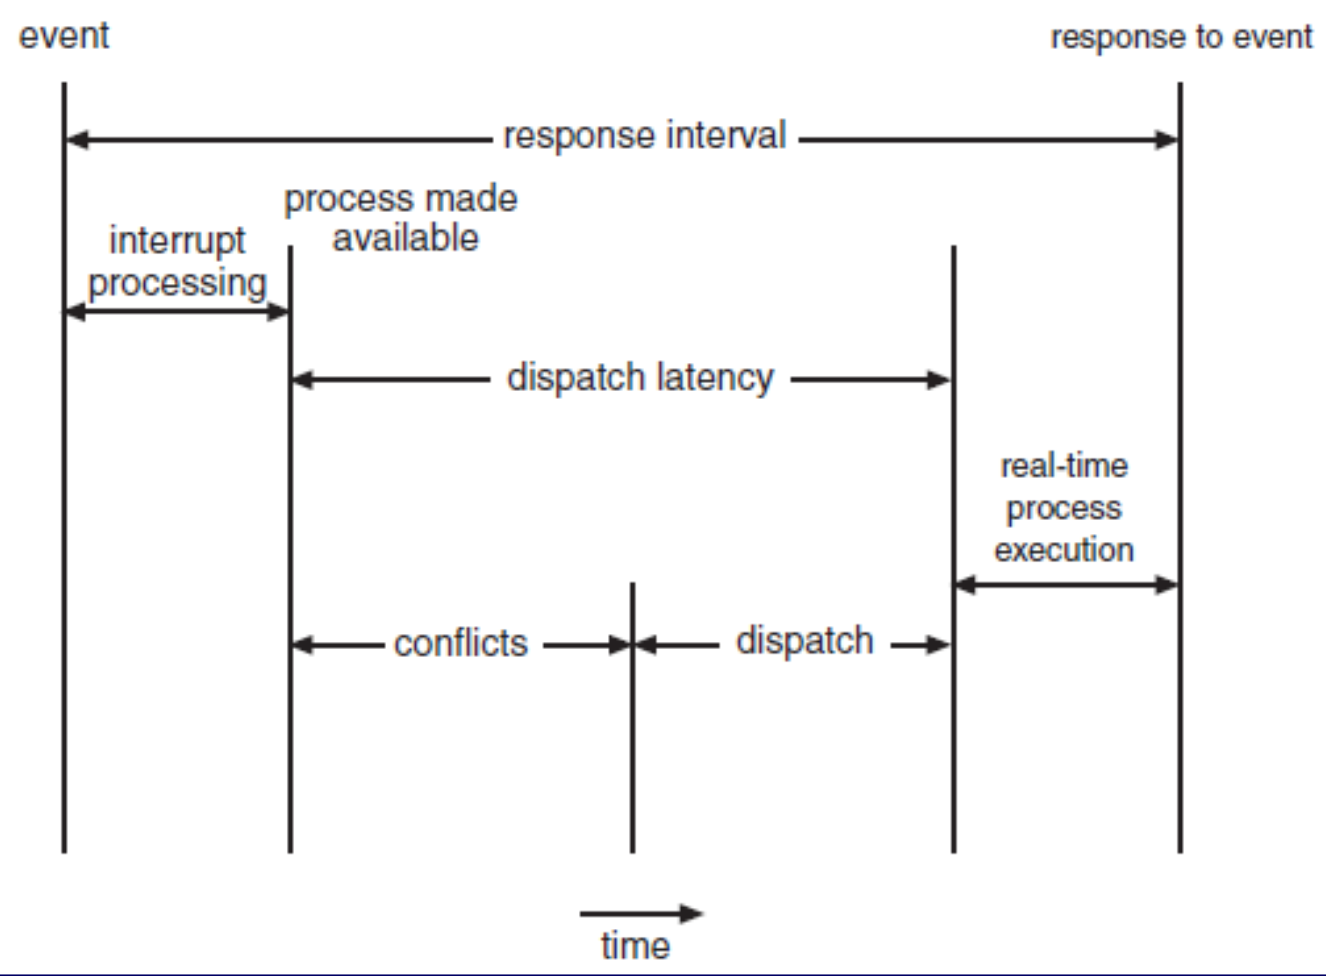 event
response to event
response interval
process made
available
interrupt
processing
dispatch latency
real-time
process
execution
conflicts
dispatch
time